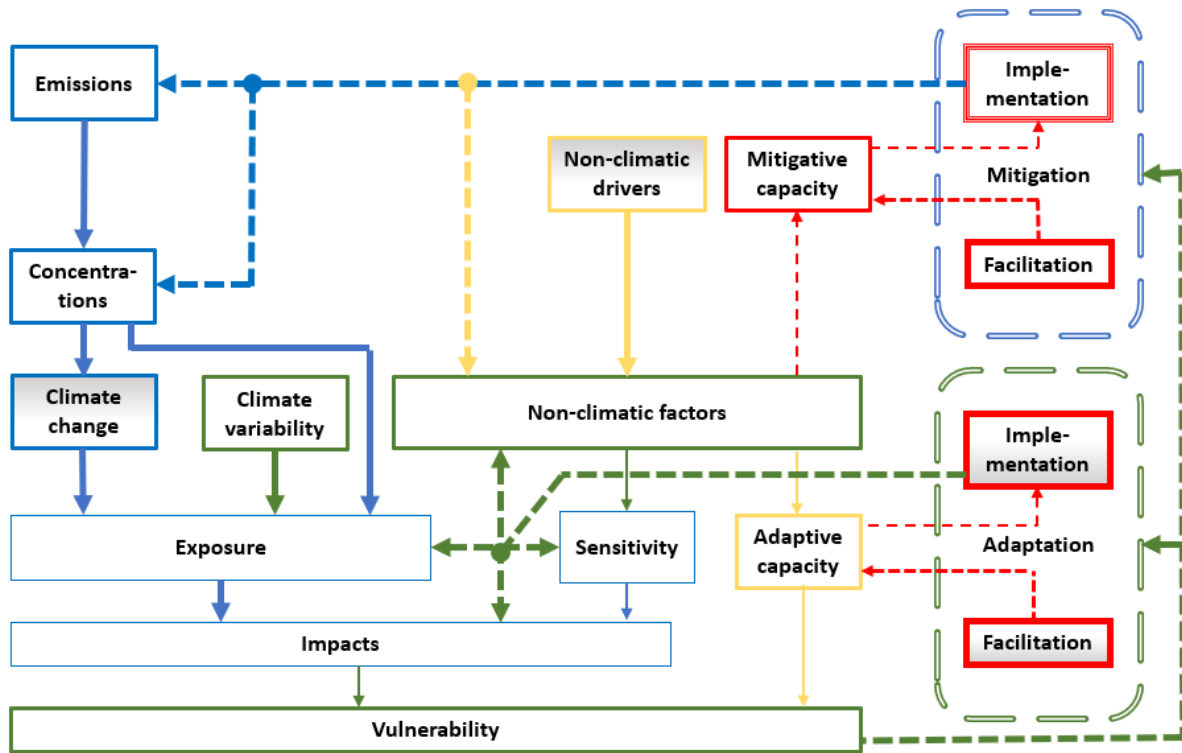 Emissions
Imple-
mentation
Non-climatic
drivers
Mitigative
capacity
Mitigation
Facilitation
Concentra-
tions
Climate
change
Climate
variability
Non-climatic factors
Imple-
mentation
Exposure
Sensitivity
Adaptive
capacity
Adaptation
Impacts
Facilitation
Vulnerability